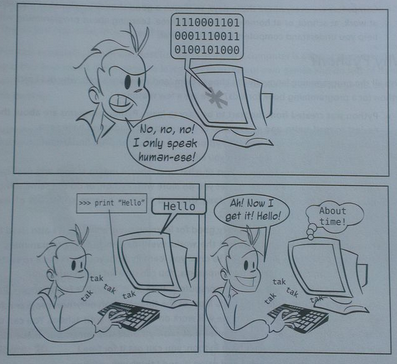 1110001101
0001110011
0100101000
No, no, no!
I only speak
human-ese!
>>> print "Hello"
Hello
tak
tak
tak
tak
Ah! Now I
get it! Hello!
About
time!
tak
tak
tak
tak